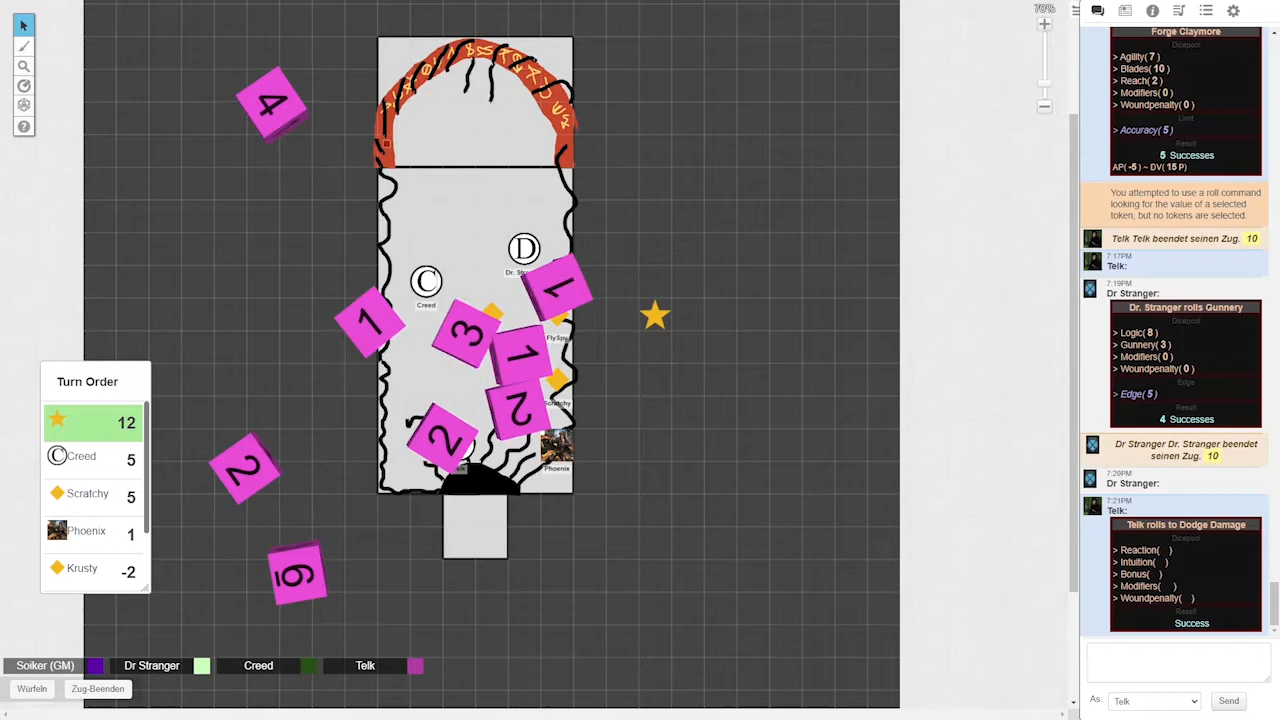 70%
Forge Claymore
Dicepool
> Agility( 7 )
> Blades( 10 )
> Reach( 2 )
> Modifiers( 0 )
> Woundpenalty( 0 )
Limit
> Accuracy( 5 )
Result
5 Successes
AP( -5 ) ~ DV( 15 P)
You attempted to use a roll command
looking for the value of a selected
token, but no tokens are selected.
Telk Telk beendet seinen Zug. 10
7:17PM
Telk:
7:19PM
Dr Stranger:
Dr. Stranger rolls Gunnery
Dicepool
> Logic( 8 )
> Gunnery( 3 )
> Modifiers( 0 )
> Woundpenalty( 0 )
Edge
> Edge( 5 )
Result
4 Successes
Dr Stranger Dr. Stranger beendet
seinen Zug. 10
7:20PM
Dr Stranger:
7:21PM
Telk:
Telk rolls to Dodge Damage
Dicepool
> Reaction( )
> Intuition( )
> Bonus( )
> Modifiers( )
> Woundpenalty( )
Result
Success
As: Telk Send
4
D
C
Creed
1
1
3
1
FlySpy
2
2
Phoenix
2
6
Turn Order
12
C Creed 5
Scratchy 5
Phoenix 1
Krusty -2
Soiker (GM) Dr Stranger Creed Telk
Würfeln Zug-Beenden